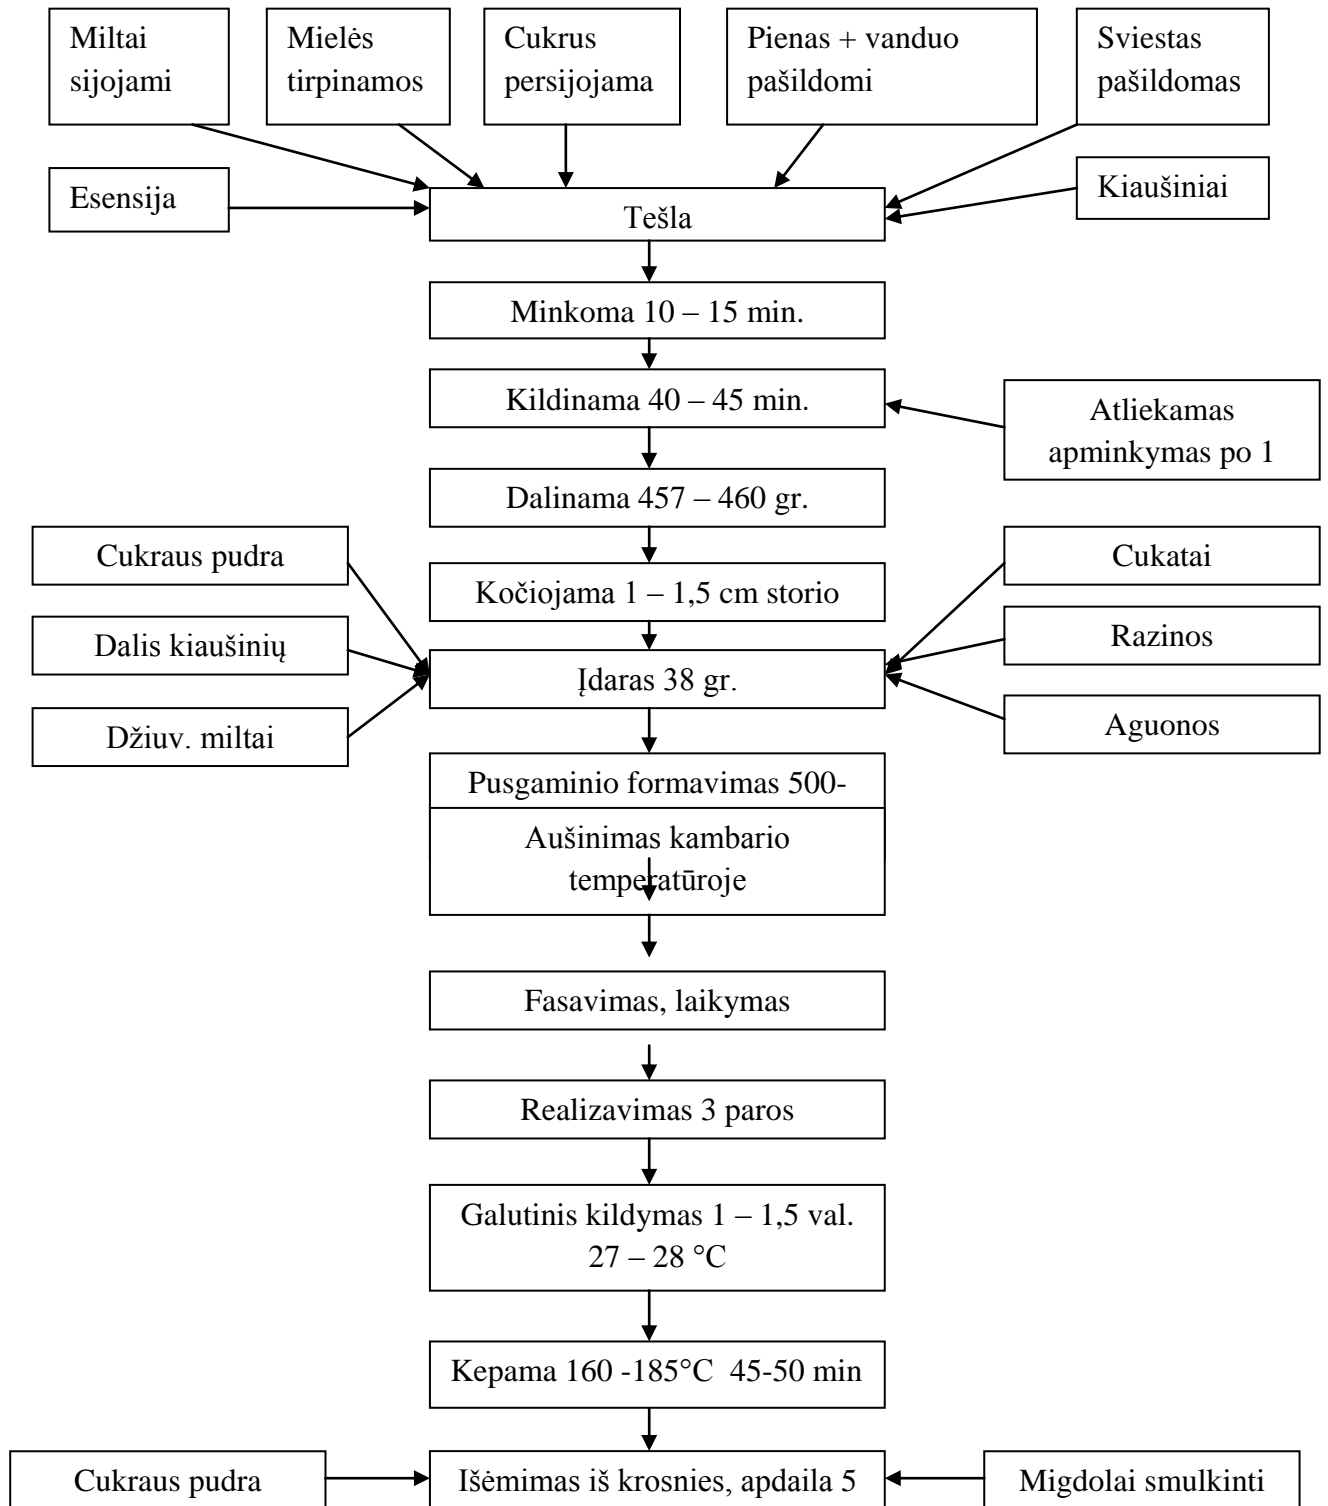 Miltai
sijojami
Mielės
tirpinamos
Cukrus
persijojama
Pienas + vanduo
pašildomi
Sviestas
pašildomas
Esensija
Kiaušiniai
Tešla
Minkoma 10 – 15 min.
Kildinama 40 – 45 min.
Atliekamas
apminkymas po 1
Dalinama 457 – 460 gr.
Cukraus pudra
Cukatai
Kočiojama 1 – 1,5 cm storio
Dalis kiaušinių
Razinos
Įdaras 38 gr.
Džiuv. miltai
Aguonos
Pusgaminio formavimas 500-
Aušinimas kambario
temperatūroje
Fasavimas, laikymas
Realizavimas 3 paros
Galutinis kildymas 1 – 1,5 val.
27 – 28 °C
Kepama 160 -185°C  45-50 min
Cukraus pudra
Išėmimas iš krosnies, apdaila 5
Migdolai smulkinti